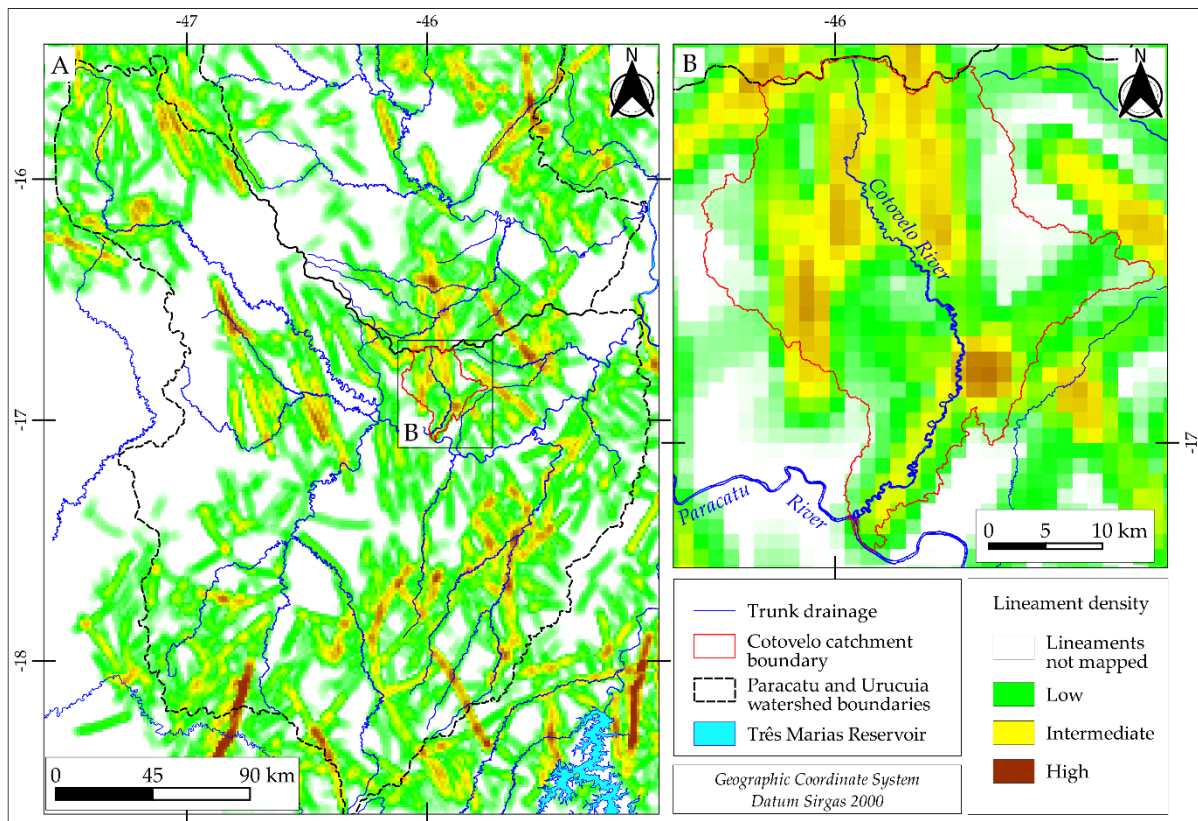 -47
-46
A
N
-16
-17
-18
B
0 45 90 km
-46
B
N
Cotovelo River
Paracatu River
-17
0 5 10 km
Trunk drainage
Cotovelo catchment
boundary
Paracatu and Urucuia
watershed boundaries
Três Marias Reservoir
Geographic Coordinate System
Datum Sirgas 2000
Lineament density
Lineaments
not mapped
Low
Intermediate
High